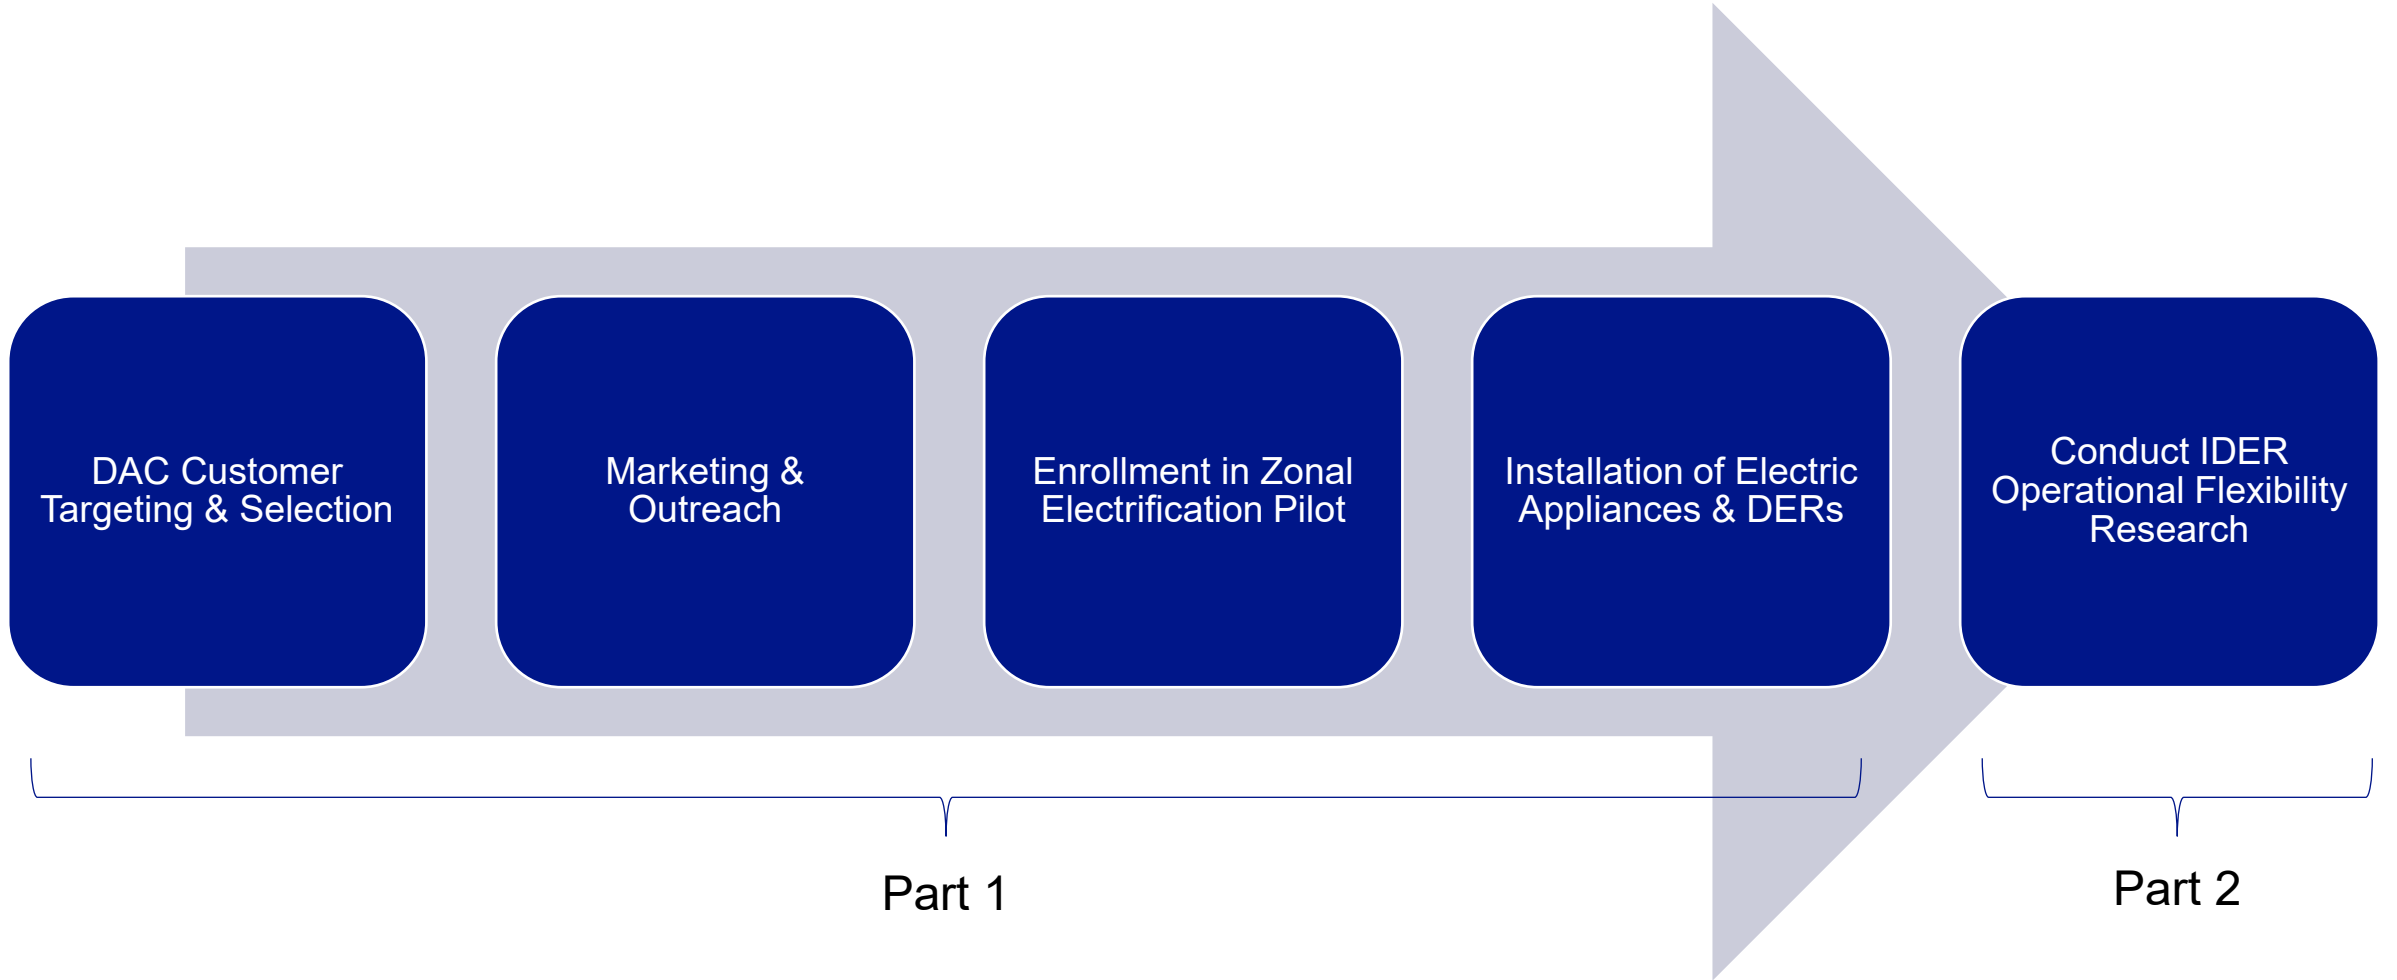 DAC Customer
Targeting & Selection
Marketing &
Outreach
Enrollment in Zonal
Electrification Pilot
Installation of Electric
Appliances & DERs
Conduct IDER
Operational Flexibility
Research
Part 1
Part 2